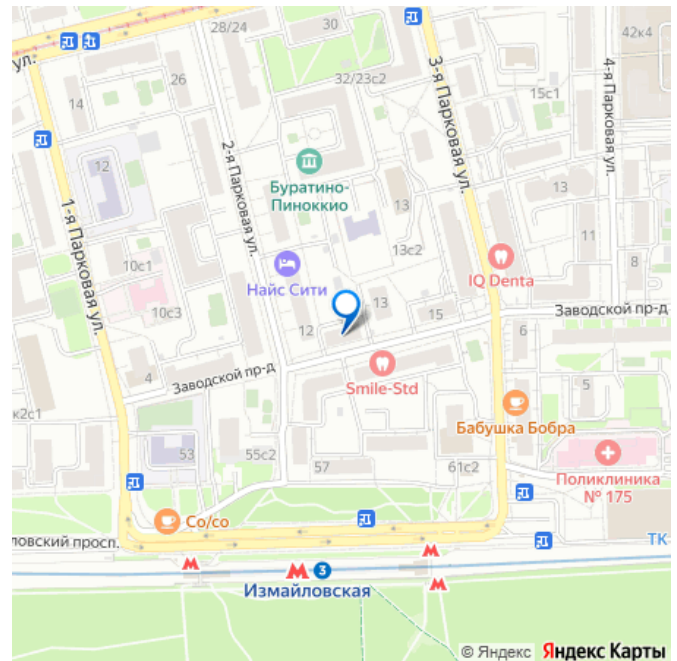 28/24
30
42к4
ул.
14
26
32/23с2
3-я Парковая ул.
15с1
4-я Парковая ул.
12
2-я Парковая ул.
Буратино-
Пиноккио
13
13
1-я Парковая ул.
10с1
13с2
11
8
Найс Сити
IQ Denta
10с3
12
13
15
Заводской пр-д
6
4
Заводской пр-д
Smile-Std
5
к2с1
Бабушка Бобра
53
55с2
57
61с2
Поликлиника
№ 175
Co/co
ловский просп.
ТК
3
Измайловская
© Яндекс Яндекс Карты